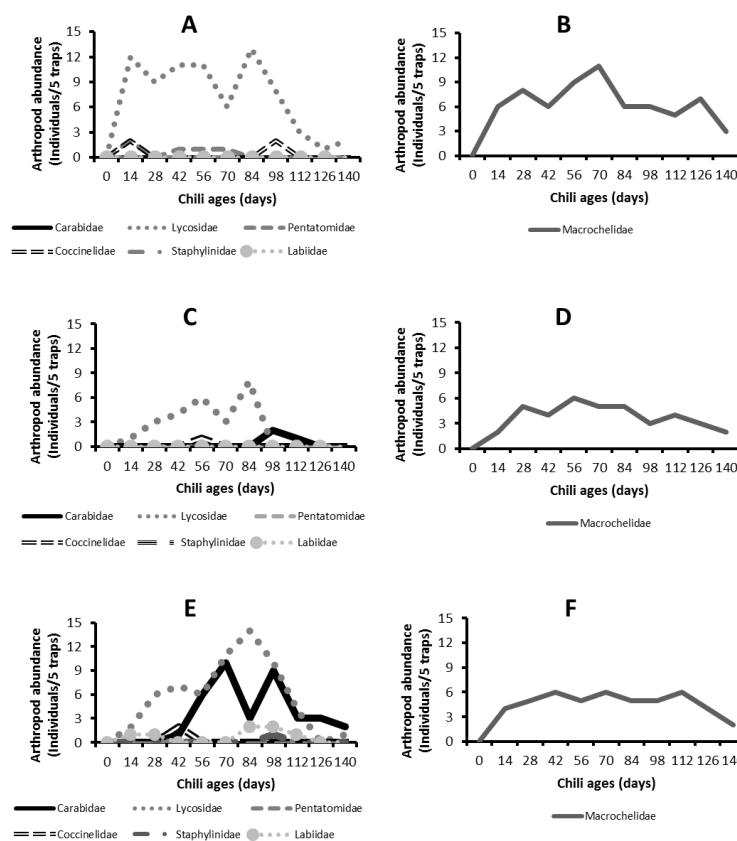 A
Arthropod abundance
(Individuals/5 traps)
15
12
9
6
3
0
0 14 28 42 56 70 84 98 112 126 140
Chili ages (days)
Carabidae Lycosidae Pentatomidae
Coccinelidae Staphylinidae Labiidae
B
Arthropod abundance
(Individuals/5 traps)
15
12
9
6
3
0
0 14 28 42 56 70 84 98 112 126 140
Chili ages (days)
Macrochelidae
C
Arthropod abundance
(Individuals/5 traps)
15
12
9
6
3
0
0 14 28 42 56 70 84 98 112 126 140
Chili ages (days)
Carabidae Lycosidae Pentatomidae
Coccinelidae Staphylinidae Labiidae
D
Arthropod abundance
(Individuals/5 traps)
15
12
9
6
3
0
0 14 28 42 56 70 84 98 112 126 140
Chili ages (days)
Macrochelidae
E
Arthropod abundance
(Individuals/5 traps)
15
12
9
6
3
0
0 14 28 42 56 70 84 98 112 126 140
Chili ages (days)
Carabidae Lycosidae Pentatomidae
Coccinelidae Staphylinidae Labiidae
F
Arthropod abundance
(Individuals/5 traps)
15
12
9
6
3
0
0 14 28 42 56 70 84 98 112 126 14
Chili ages (days)
Macrochelidae